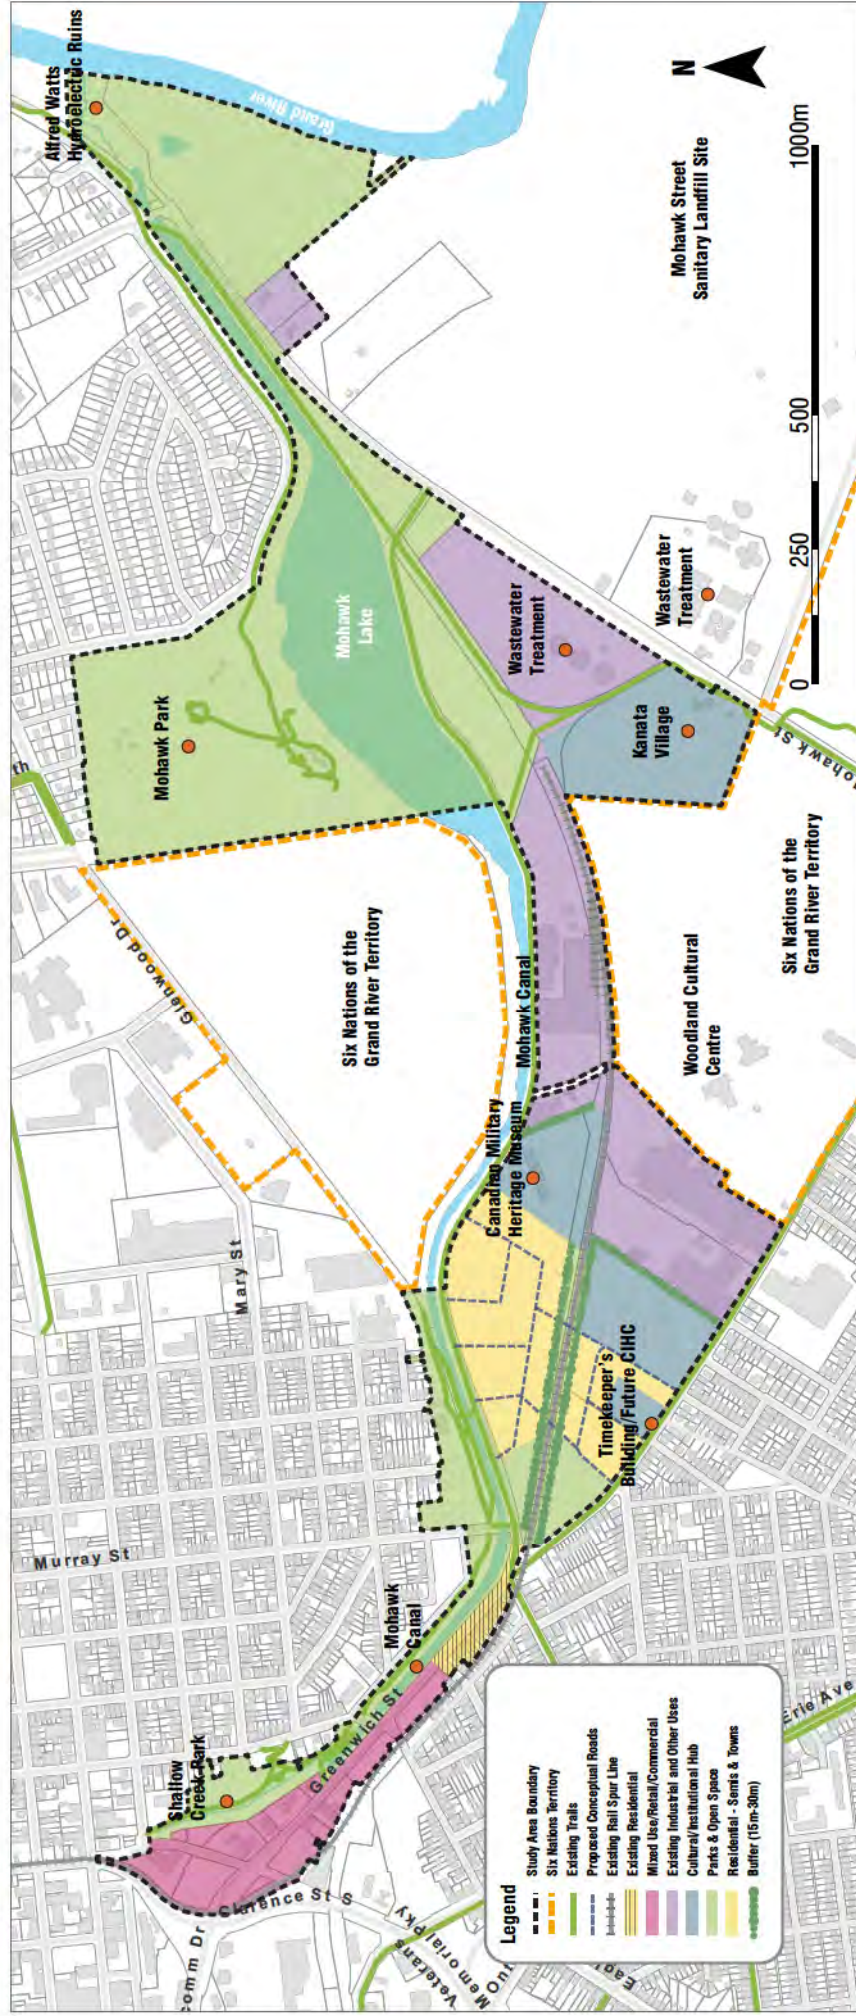 Alfred Watts
Hydroelectric Ruins
Grand River
N
Mohawk Street
Sanitary Landfill Site
0
250
500
1000m
Mohawk Park
Mohawk
Lake
Wastewater
Treatment
Wastewater
Treatment
Kanata
Village
Mohawk St
Glenwood Dr
Six Nations of the
Grand River Territory
Six Nations of the
Grand River Territory
Woodland Cultural
Centre
Mohawk Canal
Canadian Military
Heritage Museum
Mary St
Timekeeper's
Building/Future CIHC
Murray St
Mohawk
Canal
Shallow
Creek Park
Greenwich St
Clarence St S
comm Dr
Veterans
Memorial Pky
Ont
Eagl
Erie Ave
Legend
Study Area Boundary
Six Nations Territory
Existing Trails
Proposed Conceptual Roads
Existing Rail Spur Line
Existing Residential
Mixed Use/Retail/Commercial
Existing Industrial and Other Uses
Cultural/Institutional Hub
Parks & Open Space
Residential - Semis & Towns
Buffer (15m-30m)